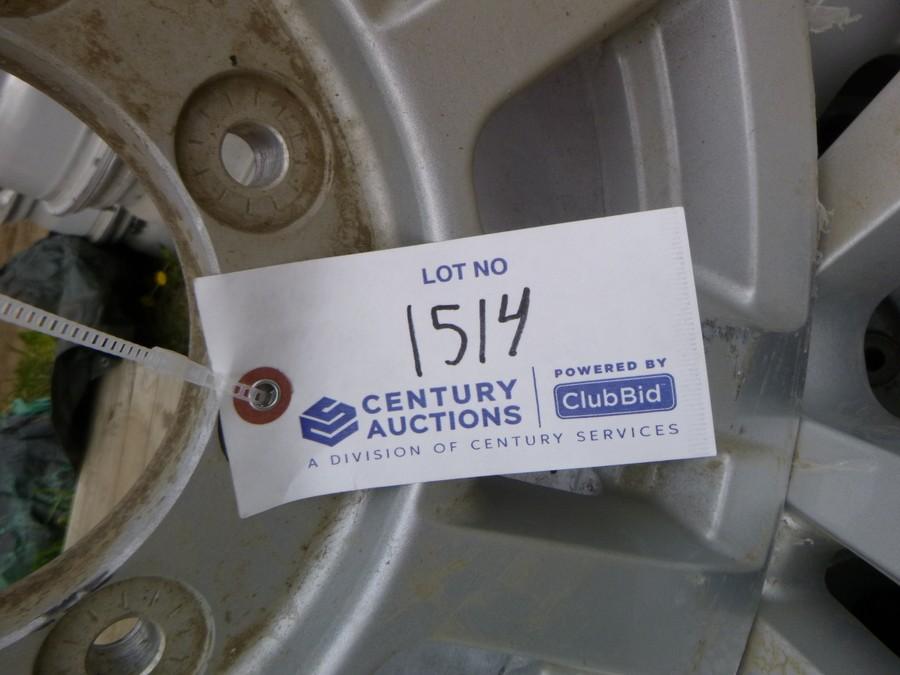 LOT NO
1514
CENTURY AUCTIONS
POWERED BY ClubBid
A DIVISION OF CENTURY SERVICES